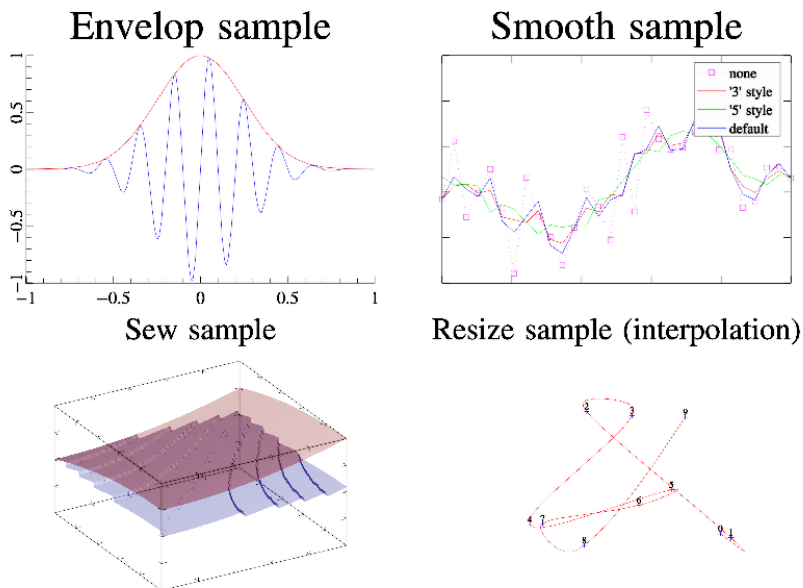 Envelop sample
Smooth sample
1
0.5
0
−0.5
−1
−1
−0.5
0
0.5
1
none
'3' style
'5' style
default
Sew sample
Resize sample (interpolation)
2
3
9
5
6
4
7
8
0
1